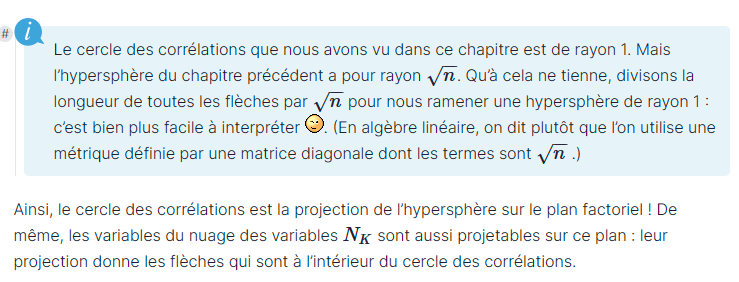 #
i
Le cercle des corrélations que nous avons vu dans ce chapitre est de rayon 1. Mais
l’hypersphère du chapitre précédent a pour rayon √n. Qu’à cela ne tienne, divisons la
longueur de toutes les flèches par √n pour nous ramener une hypersphère de rayon 1 :
c’est bien plus facile à interpréter 😉. (En algèbre linéaire, on dit plutôt que l’on utilise une
métrique définie par une matrice diagonale dont les termes sont √n .)
Ainsi, le cercle des corrélations est la projection de l’hypersphère sur le plan factoriel ! De
même, les variables du nuage des variables N_K sont aussi projetables sur ce plan : leur
projection donne les flèches qui sont à l’intérieur du cercle des corrélations.